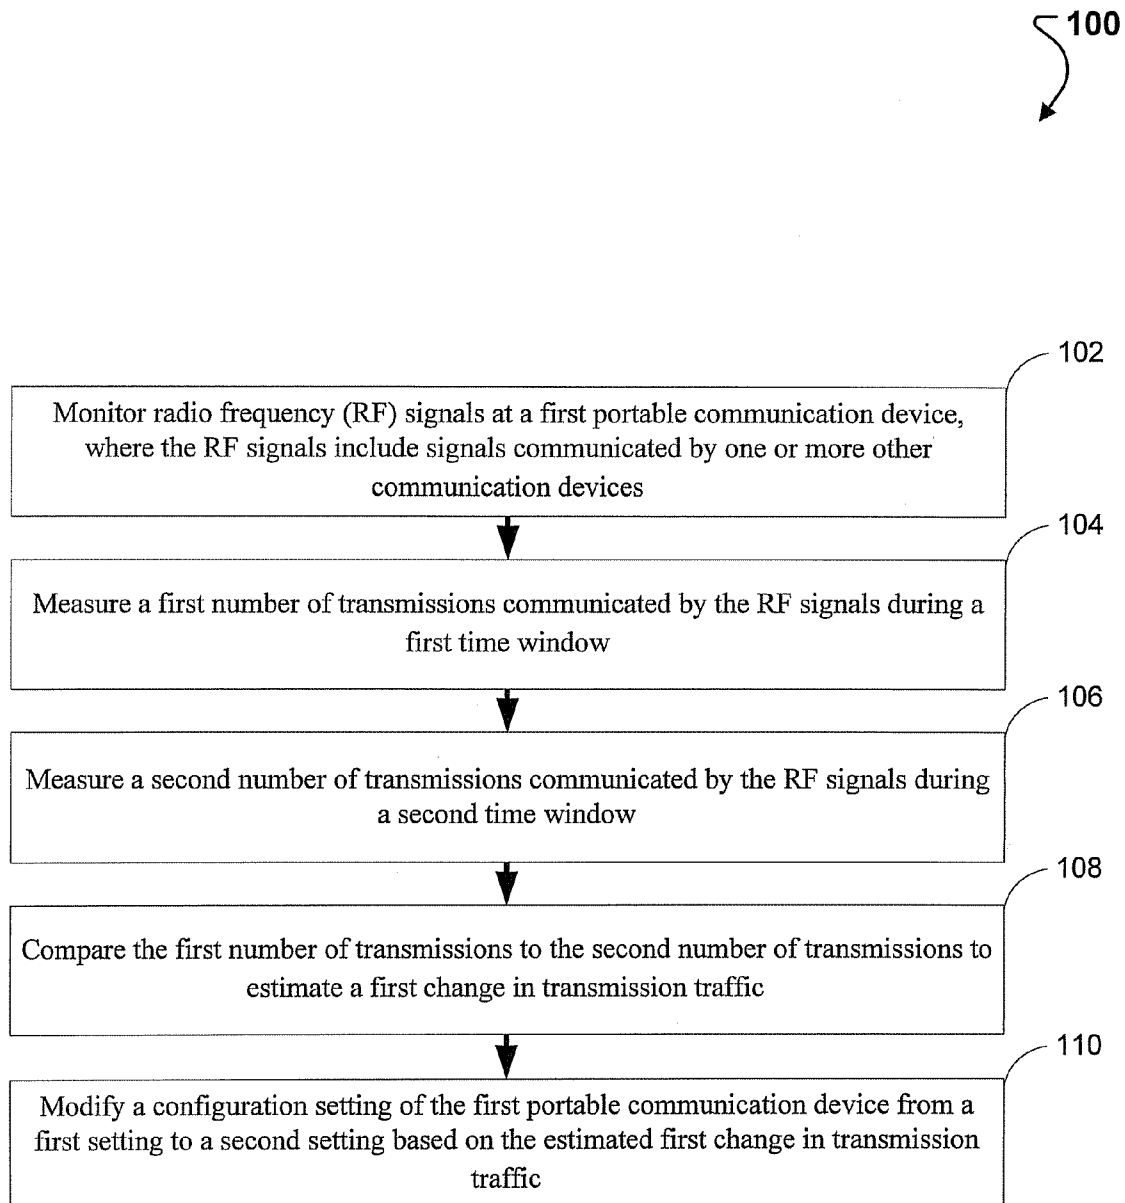 100
102
Monitor radio frequency (RF) signals at a first portable communication device,
where the RF signals include signals communicated by one or more other
communication devices
104
Measure a first number of transmissions communicated by the RF signals during a
first time window
106
Measure a second number of transmissions communicated by the RF signals during
a second time window
108
Compare the first number of transmissions to the second number of transmissions to
estimate a first change in transmission traffic
110
Modify a configuration setting of the first portable communication device from a
first setting to a second setting based on the estimated first change in transmission
traffic